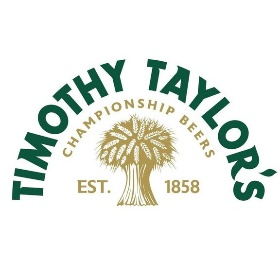 TIMOTHY TAYLOR'S
CHAMPIONSHIP BEERS
EST. 1858